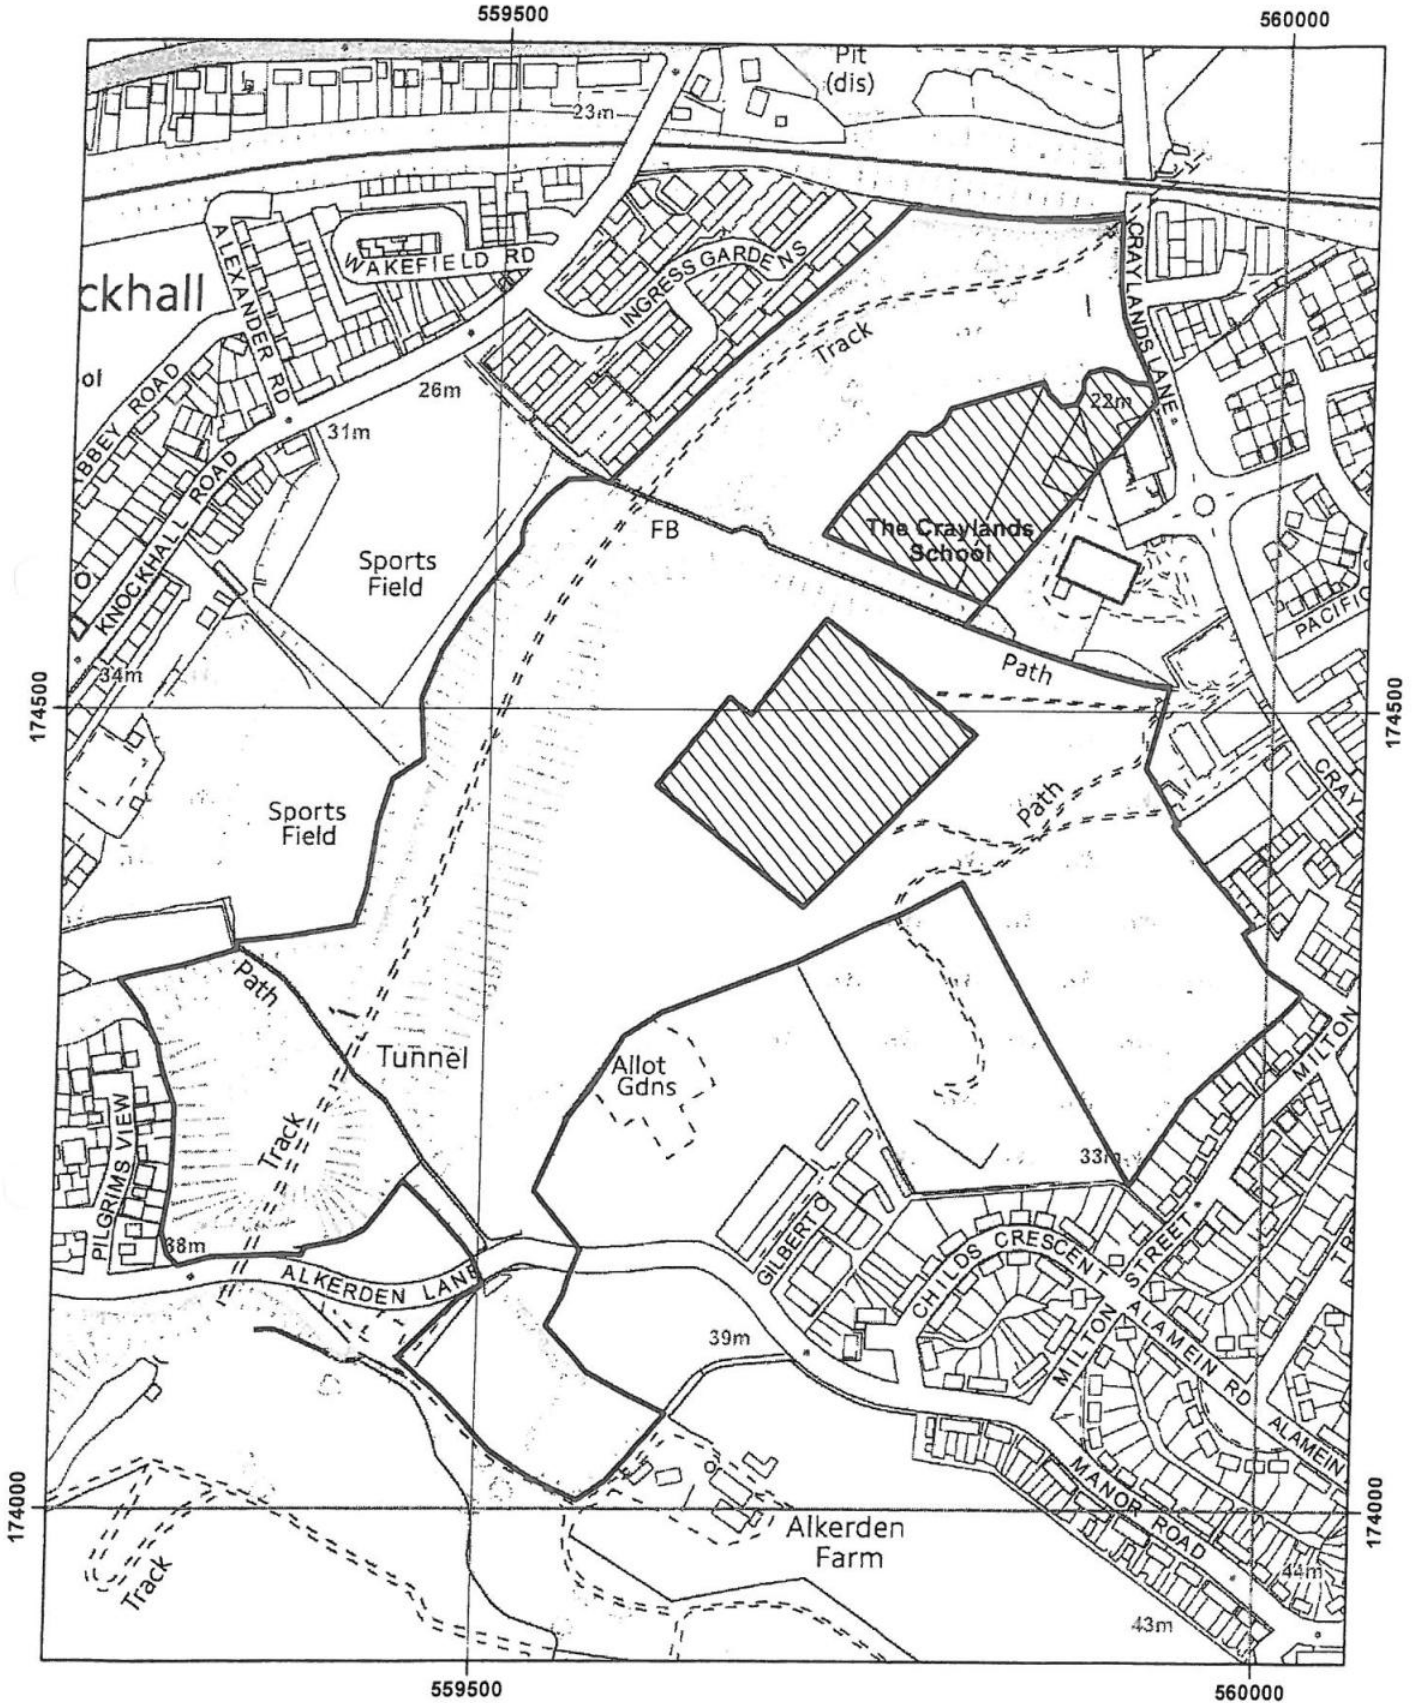 559500
560000
Pit
(dis)
23m
ALEXANDER RD
WAKEFIELD RD
INGRESS GARDENS
CRAYLANDS LANE
ckhall
Track
ol
ABBEY ROAD
26m
22m
31m
KNOCKHALL ROAD
FB
The Craylands
School
Sports
Field
O
PACIFIC
34m
Path
174500
174500
CRAY
Path
Sports
Field
Path
MILTON
Tunnel
Allot
Gdns
Track
33m
PILGRIMS VIEW
38m
GILBERT
CHILDS CRESCENT
MILTON STREET
ALKERDEN LANE
39m
ALAMEIN RD
ALAMEIN
MANOR ROAD
174000
174000
Alkerden
Farm
Track
44m
43m
559500
560000